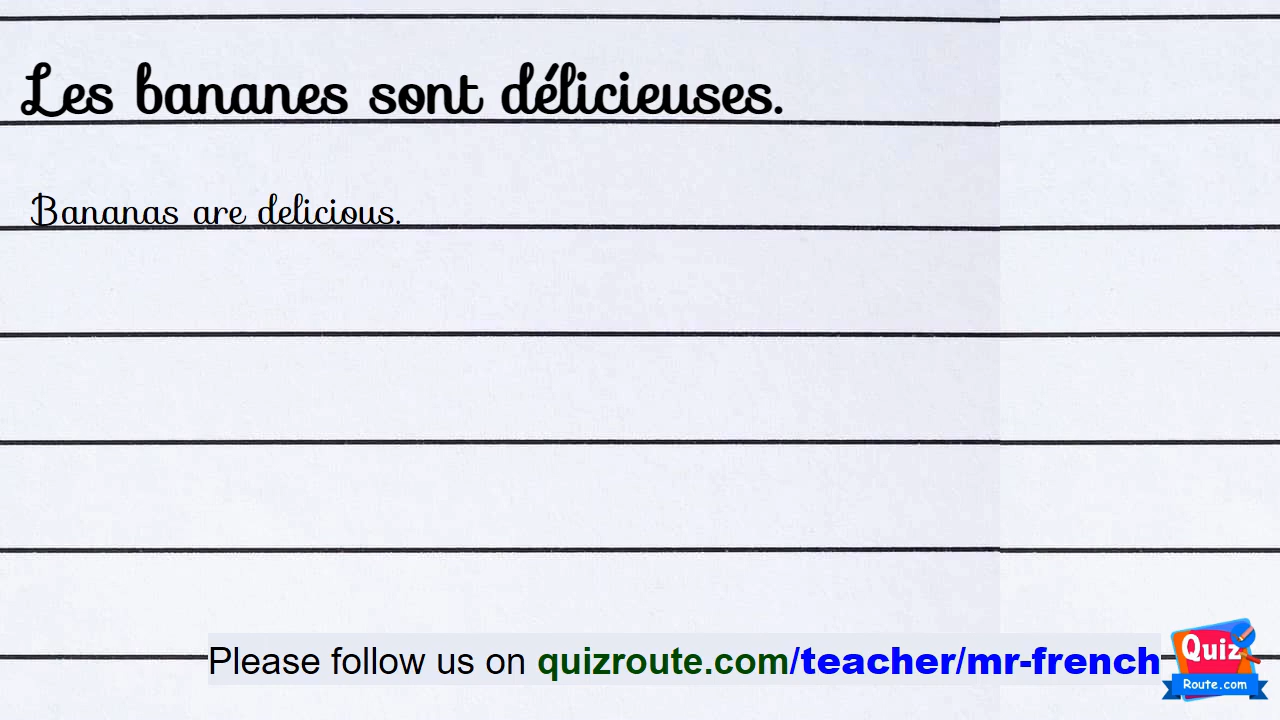 Les bananes sont délicieuses.
Bananas are delicious.
Please follow us on quizroute.com/teacher/mr-french
Quiz
Route.com